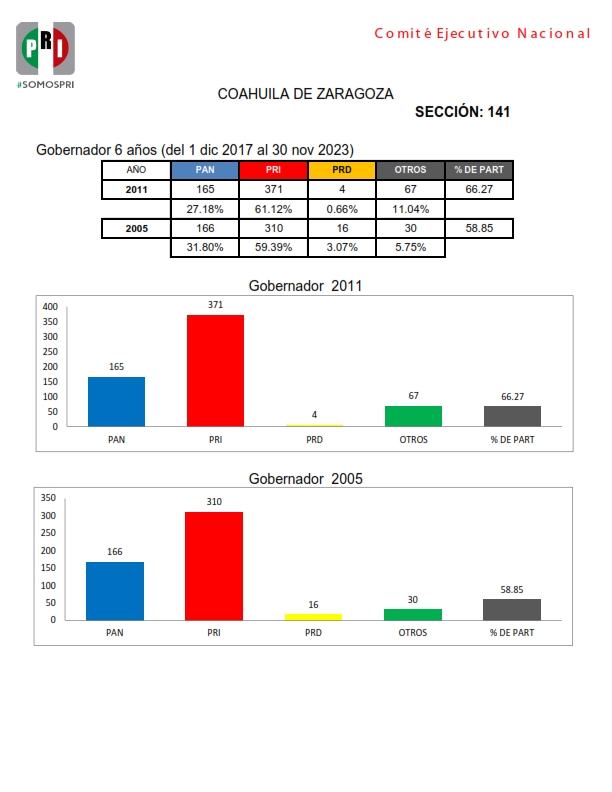 Comité Ejecutivo Nacional
PRI
#SOMOSPRI
COAHUILA DE ZARAGOZA
SECCIÓN: 141
Gobernador 6 años (del 1 dic 2017 al 30 nov 2023)
AÑO PAN PRI PRD OTROS % DE PART
2011 165 371 4 67 66.27
27.18% 61.12% 0.66% 11.04%
2005 166 310 16 30 58.85
31.80% 59.39% 3.07% 5.75%
Gobernador 2011
400
350
300
250
200
150
100
50
0
165
371
4
67
66.27
PAN PRI PRD OTROS % DE PART
Gobernador 2005
350
300
250
200
150
100
50
0
166
310
16
30
58.85
PAN PRI PRD OTROS % DE PART